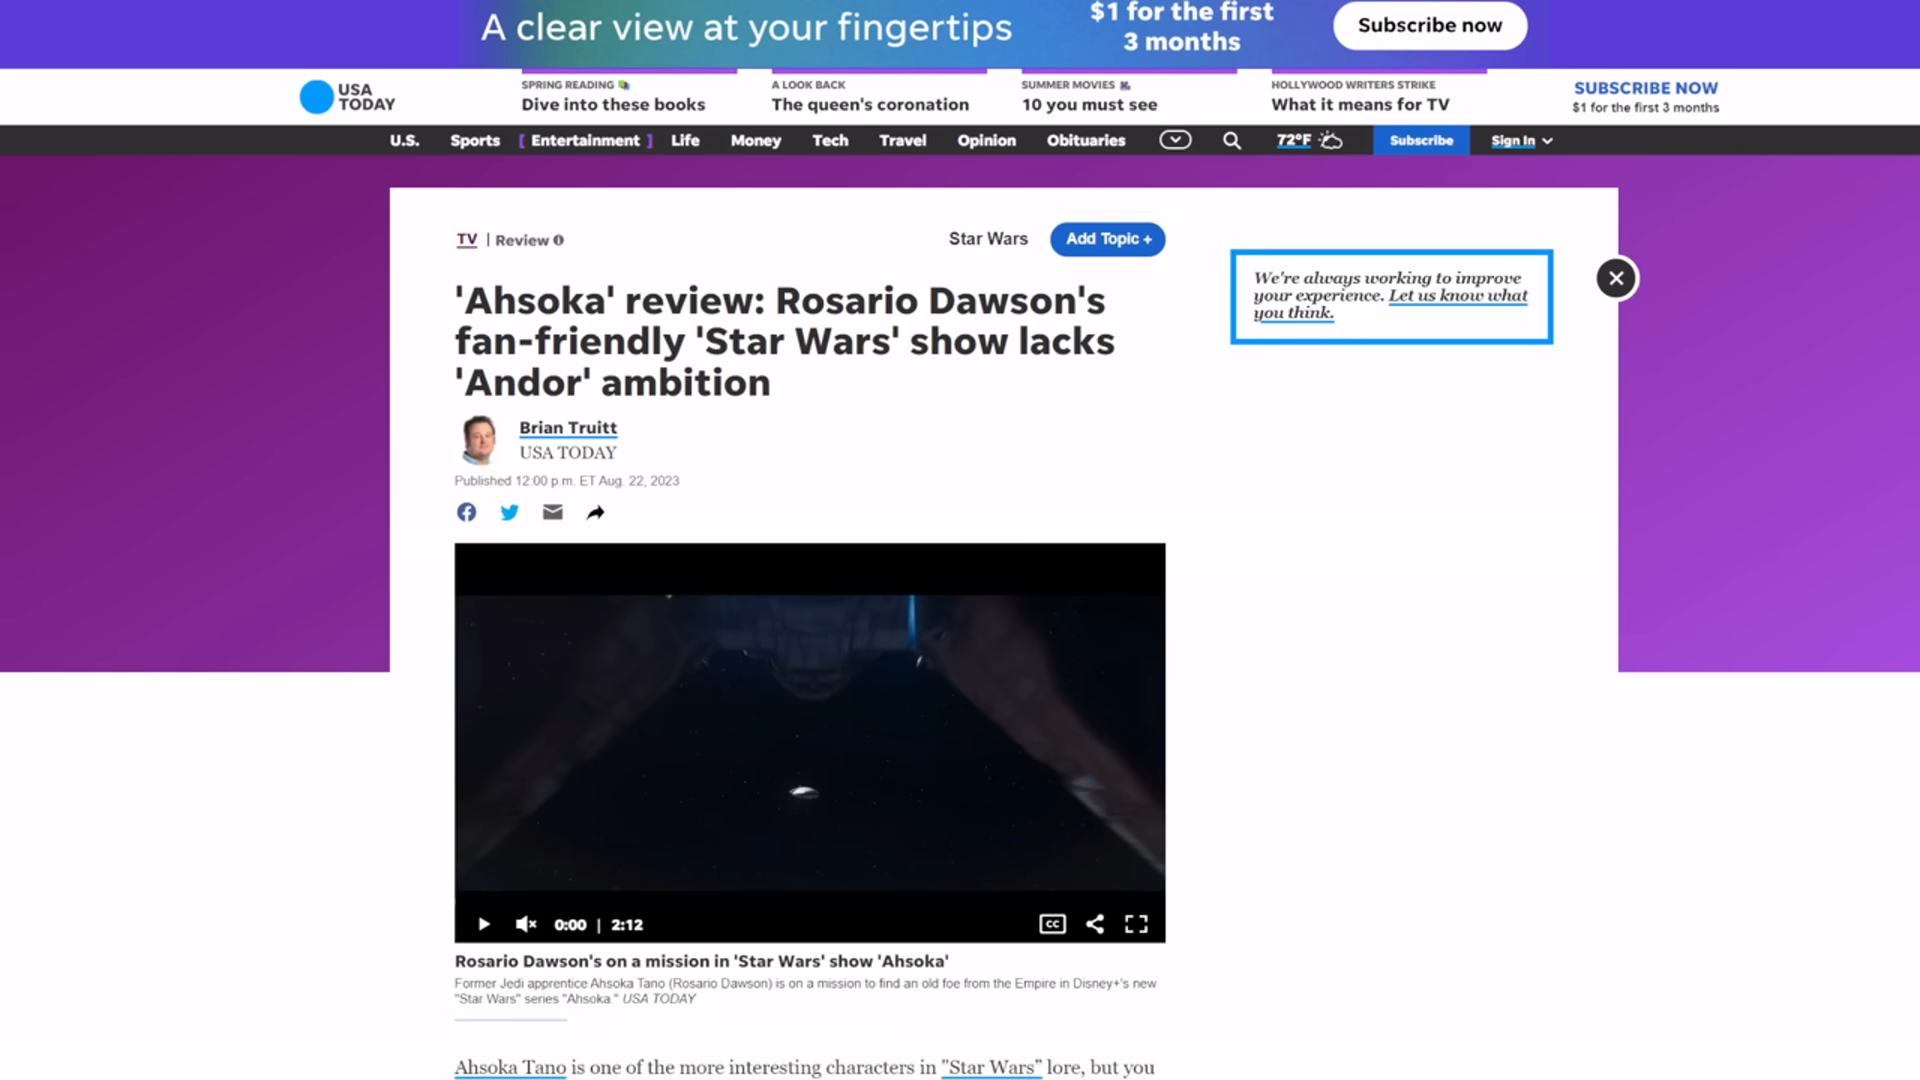 A clear view at your fingertips
$1 for the first
3 months
Subscribe now
USA
TODAY
SPRING READING
Dive into these books
A LOOK BACK
The queen's coronation
SUMMER MOVIES
10 you must see
HOLLYWOOD WRITERS STRIKE
What it means for TV
SUBSCRIBE NOW
$1 for the first 3 months
U.S. Sports [ Entertainment ] Life Money Tech Travel Opinion Obituaries 72°F Subscribe Sign In
TV | Review
Star Wars
Add Topic +
'Ahsoka' review: Rosario Dawson's
fan-friendly 'Star Wars' show lacks
'Andor' ambition
Brian Truitt
USA TODAY
Published 12:00 p.m. ET Aug. 22, 2023
We're always working to improve
your experience. Let us know what
you think.
0:00 | 2:12
CC
Rosario Dawson's on a mission in 'Star Wars' show 'Ahsoka'
Former Jedi apprentice Ahsoka Tano (Rosario Dawson) is on a mission to find an old foe from the Empire in Disney+'s new
"Star Wars" series "Ahsoka." USA TODAY
Ahsoka Tano is one of the more interesting characters in "Star Wars" lore, but you